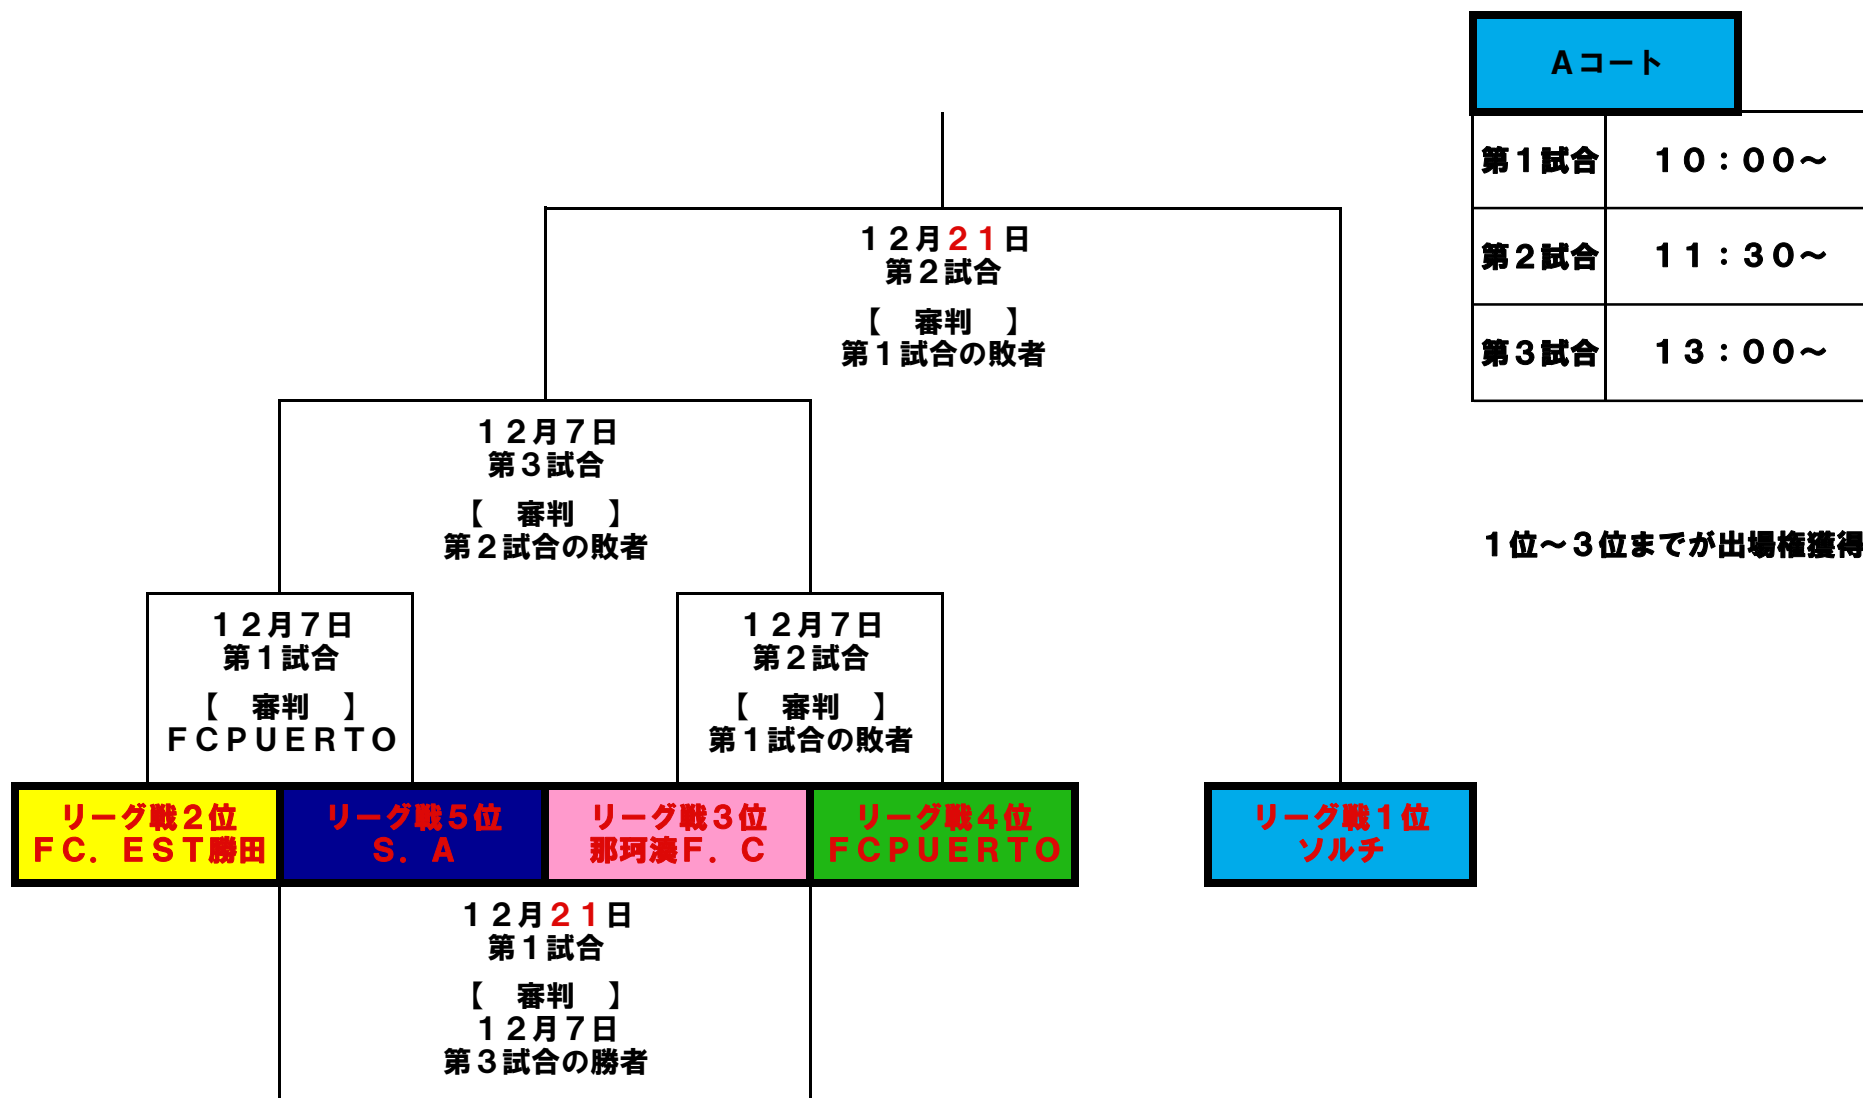 Aコート
第1試合 10：00～
第2試合 11：30～
第3試合 13：00～
12月21日
第2試合
【　審判　】
第1試合の敗者
12月7日
第3試合
【　審判　】
第2試合の敗者
1位～3位までが出場権獲得
12月7日
第1試合
【　審判　】
ＦＣＰＵＥＲＴＯ
12月7日
第2試合
【　審判　】
第1試合の敗者
リーグ戦2位
ＦＣ．ＥＳＴ勝田
リーグ戦5位
Ｓ．Ａ
リーグ戦3位
那珂湊Ｆ．Ｃ
リーグ戦4位
ＦＣＰＵＥＲＴＯ
リーグ戦1位
ソルチ
12月21日
第1試合
【　審判　】
12月7日
第3試合の勝者